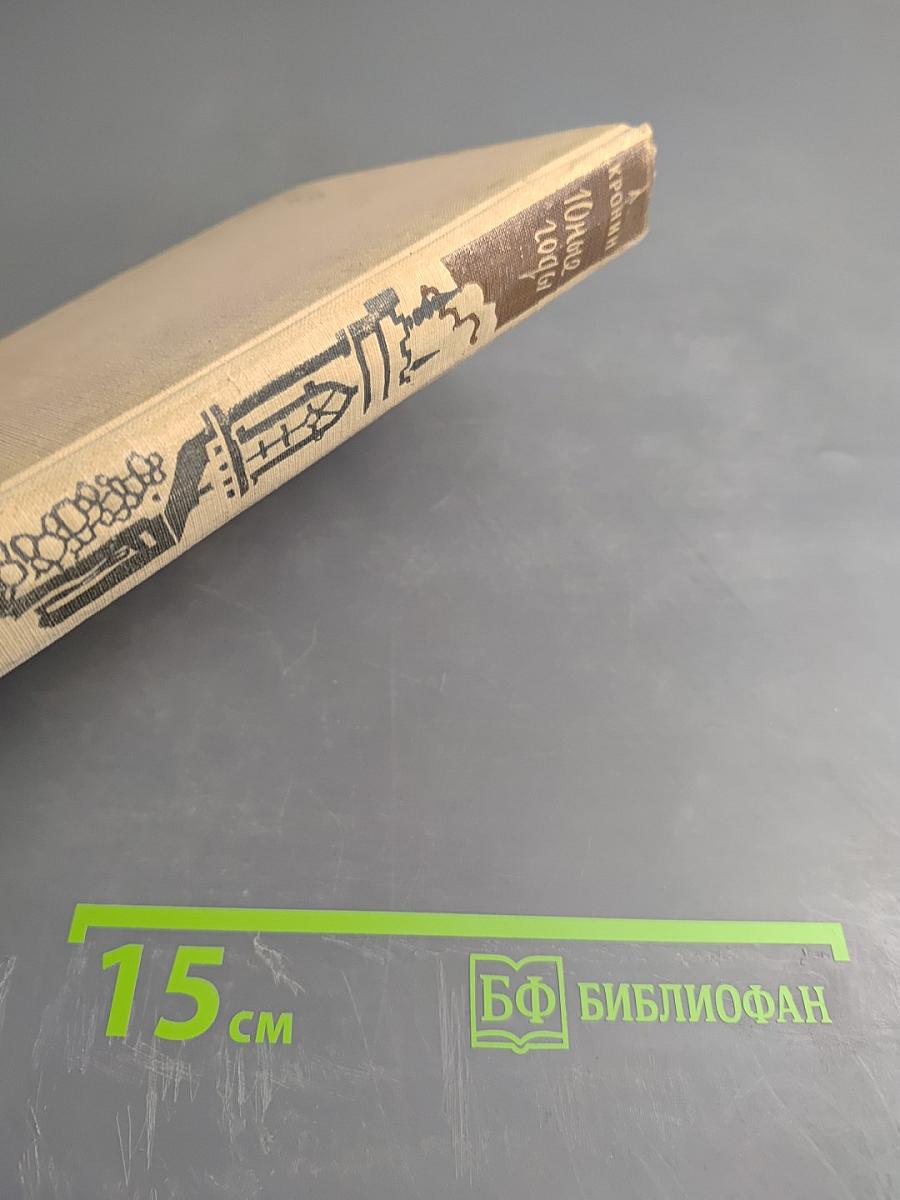 А.
КРОНИН
Юные
годы
15 см
БФ БИБЛИОФАН